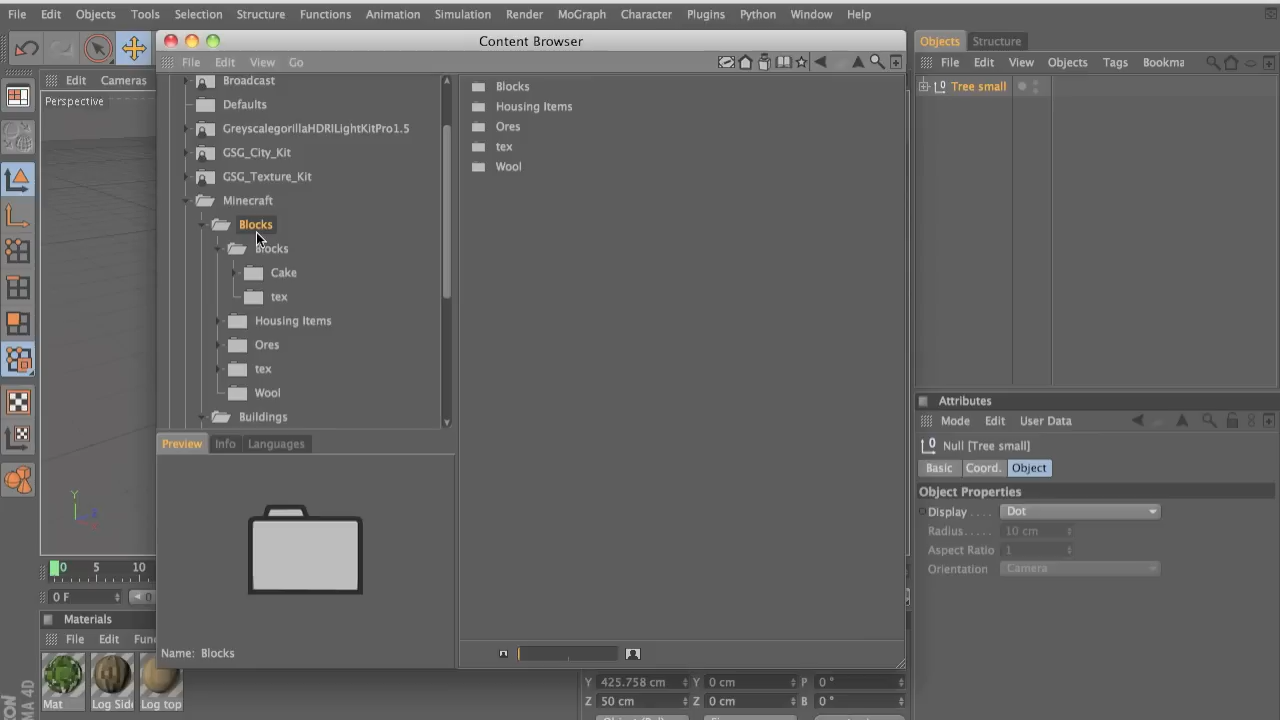 File Edit Objects Tools Selection Structure Functions Animation Simulation Render MoGraph Character Plugins Python Window Help
Content Browser
File Edit View Go
Broadcast
Defaults
GreyscalegorillaHDRILightKitPro1.5
GSG_City_Kit
GSG_Texture_Kit
Minecraft
Blocks
Blocks
Cake
tex
Housing Items
Ores
tex
Wool
Buildings
Blocks
Housing Items
Ores
tex
Wool
Preview Info Languages
Name: Blocks
Edit Cameras
Perspective
Y
0 5 10
0 F
0
Materials
File Edit
Mat Log top
Y 425.758 cm Y 0 cm P 0 °
Z 50 cm Z 0 cm B 0 °
Objects Structure
File Edit View Objects Tags Bookma
Tree small
Attributes
Mode Edit User Data
Null [Tree small]
Basic Coord. Object
Object Properties
Display . . . . Dot
Radius. . . . . 10 cm
Aspect Ratio 1
Orientation Camera